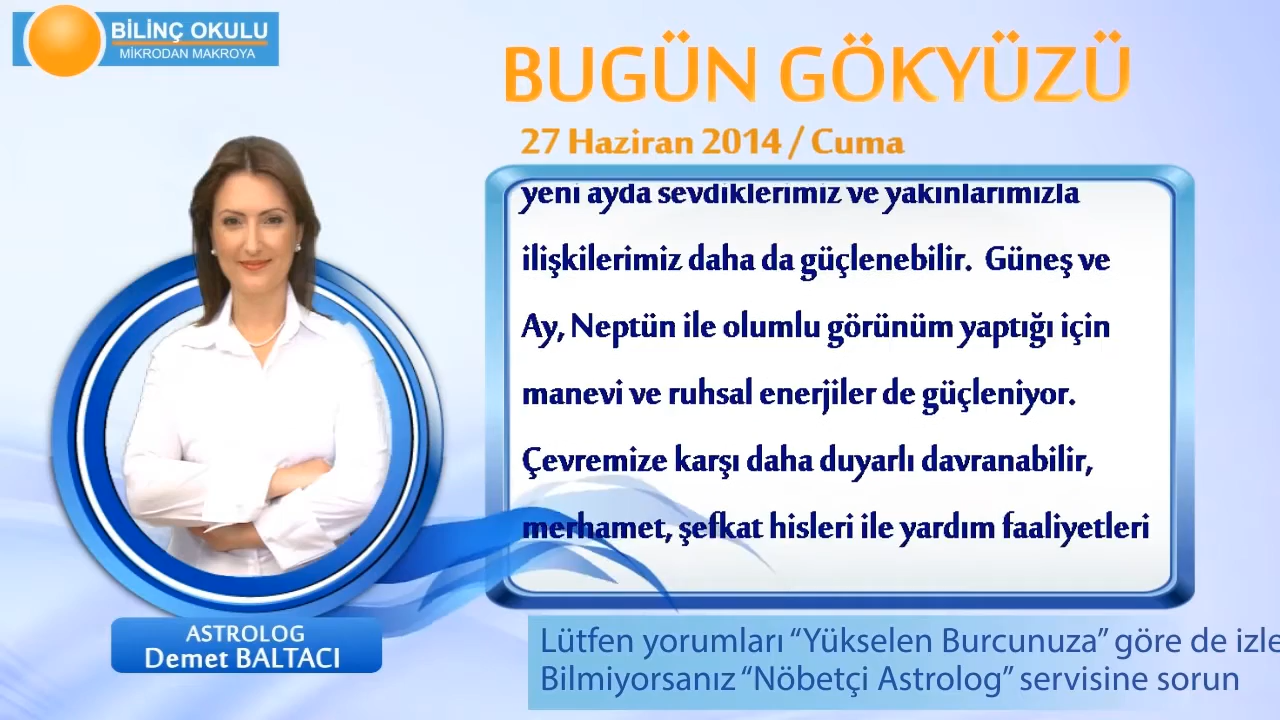 BİLİNÇ OKULU
MİKRODAN MAKROYA
BUGÜN GÖKYÜZÜ
27 Haziran 2014 / Cuma
yeni ayda sevdiklerimiz ve yakınlarımızla
ilişkilerimiz daha da güçlenebilir. Güneş ve
Ay, Neptün ile olumlu görünüm yaptığı için
manevi ve ruhsal enerjiler de güçleniyor.
Çevremize karşı daha duyarlı davranabilir,
merhamet, şefkat hisleri ile yardım faaliyetleri
ASTROLOG
Demet BALTACI
Lütfen yorumları “Yükselen Burcunuza” göre de izle
Bilmiyorsanız “Nöbetçi Astrolog” servisine sorun